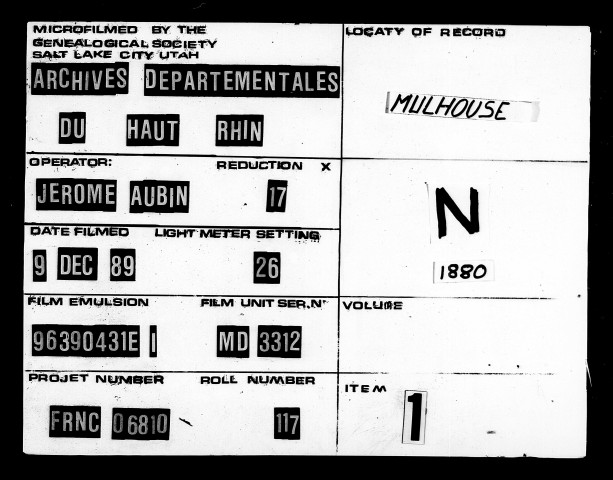 MICROFILMED BY THE
GENEALOGICAL SOCIETY
SALT LAKE CITY UTAH
ARCHIVES DEPARTEMENTALES
DU HAUT RHIN
OPERATOR: REDUCTION X
JEROME AUBIN 17
DATE FILMED LIGHT METER SETTING
9 DEC 89 26
FILM EMULSION FILM UNIT SER.N°
96390431E I MD 3312
PROJET NUMBER ROLL NUMBER
FRNC 06810 117
LOCATY OF RECORD
MULHOUSE
N
1880
VOLUME
ITEM 1